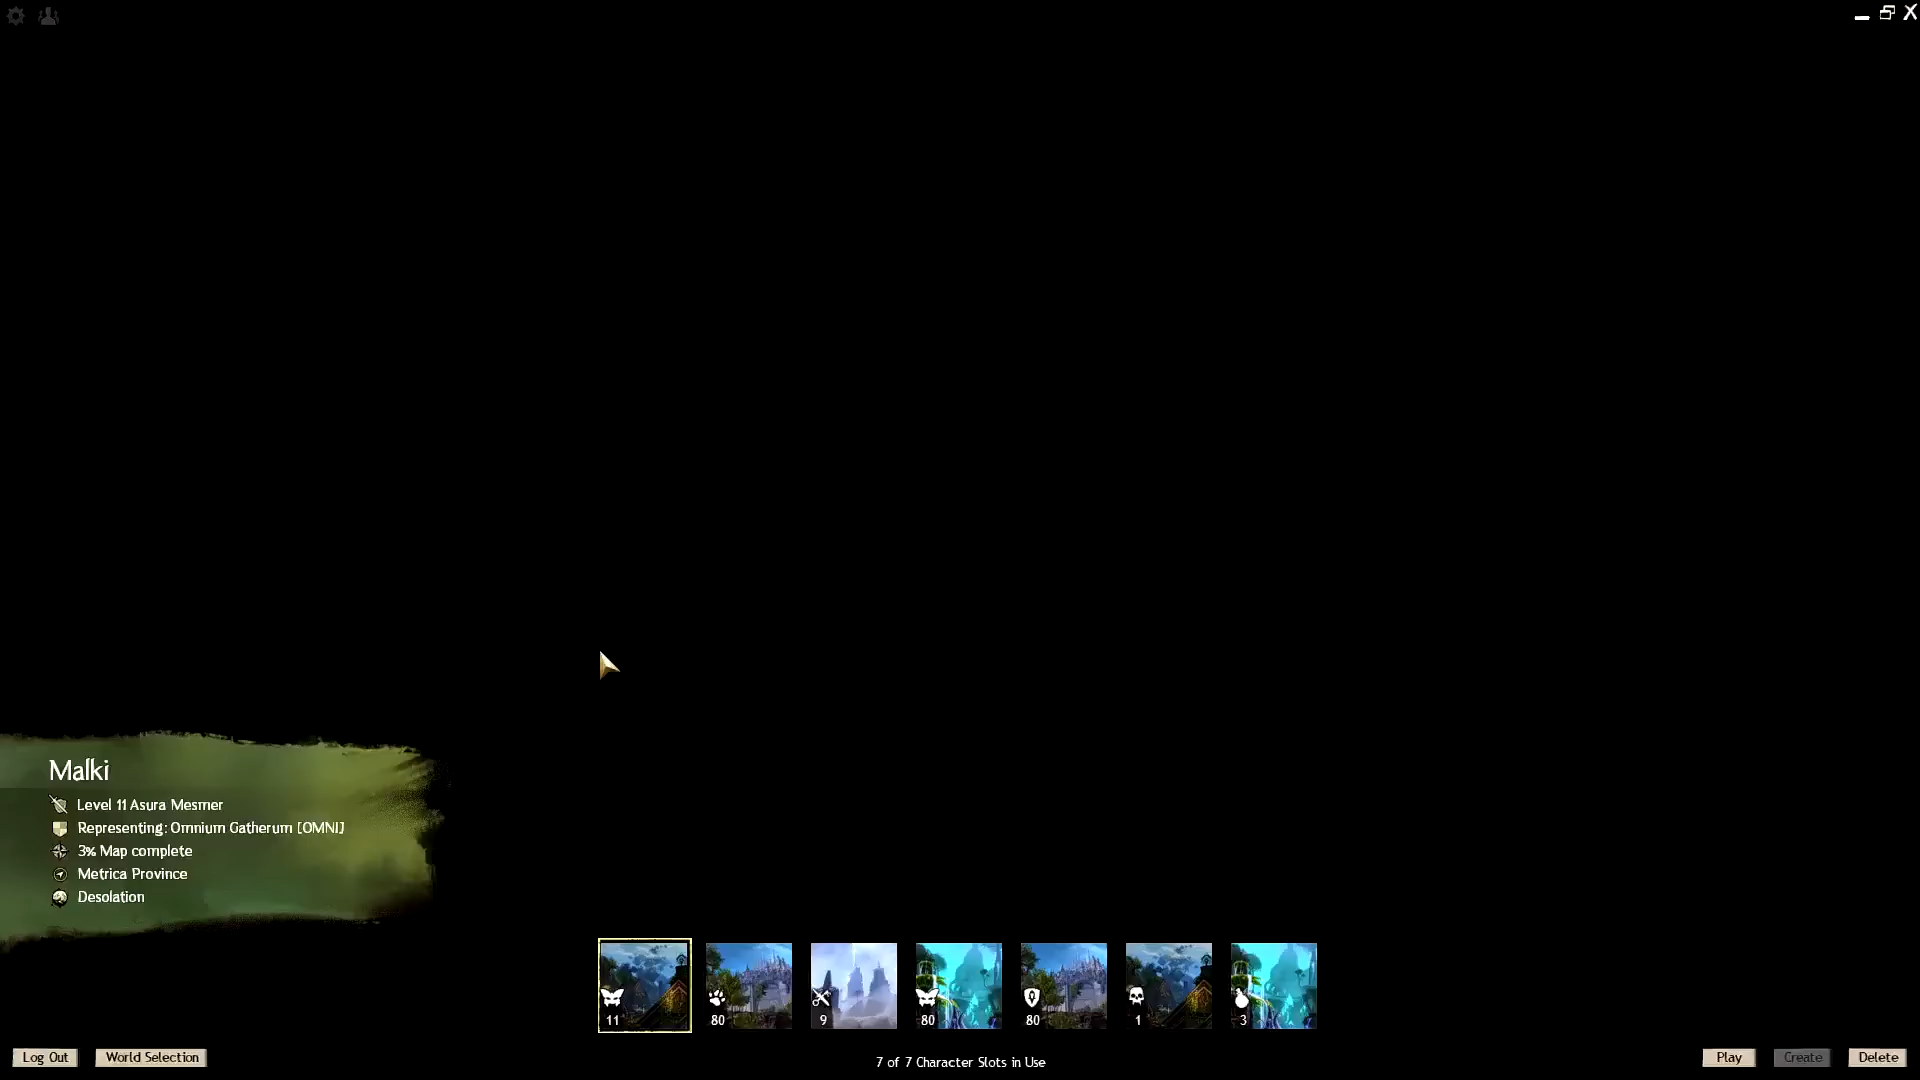 Malki
Level 11 Asura Mesmer
Representing: Omnium Gatherum [OMNI]
3% Map complete
Metrica Province
Desolation
11
80
9
80
80
1
3
Log Out
World Selection
7 of 7 Character Slots in Use
Play
Create
Delete